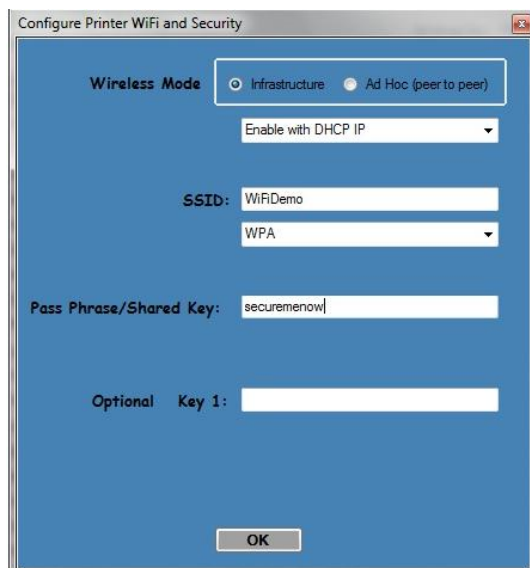 Configure Printer WiFi and Security
Wireless Mode Infrastructure Ad Hoc (peer to peer)
Enable with DHCP IP
SSID: WiFiDemo
WPA
Pass Phrase/Shared Key: securemenow
Optional Key 1:
OK